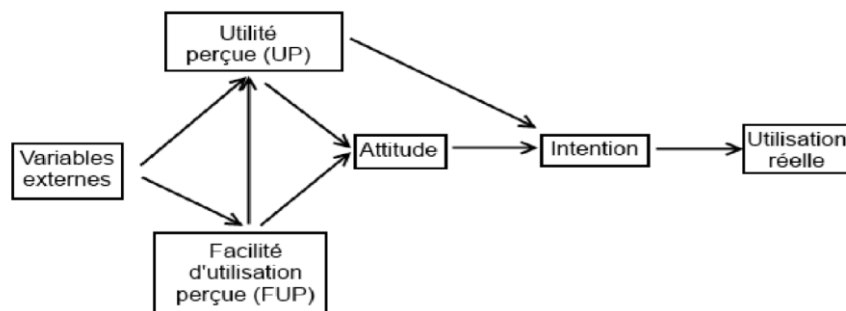 Utilité
perçue (UP)
Variables
externes
Attitude
Intention
Utilisation
réelle
Facilité
d'utilisation
perçue (FUP)